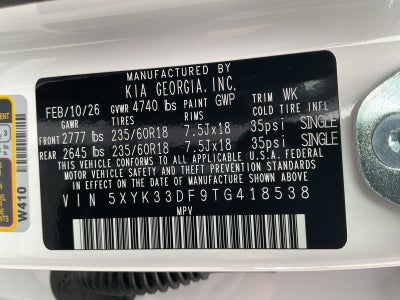 MANUFACTURED BY
KIA GEORGIA, INC.
FEB/10/26 GVWR 4740 lbs PAINT GWP TRIM WK
GAWR TIRES RIMS COLD TIRE INFL
FRONT 2777 lbs 235/60R18 7.5Jx18 35psi SINGLE
REAR 2645 lbs 235/60R18 7.5Jx18 35psi SINGLE
THIS VEHICLE CONFORMS TO ALL APPLICABLE U.S.A. FEDERAL
MOTOR VEHICLE SAFETY AND THEFT PREVENTION STANDARDS
IN EFFECT ON THE DATE OF MANUFACTURE SHOWN ABOVE.
VIN 5XYK33DF9TG418538
MPV
W410